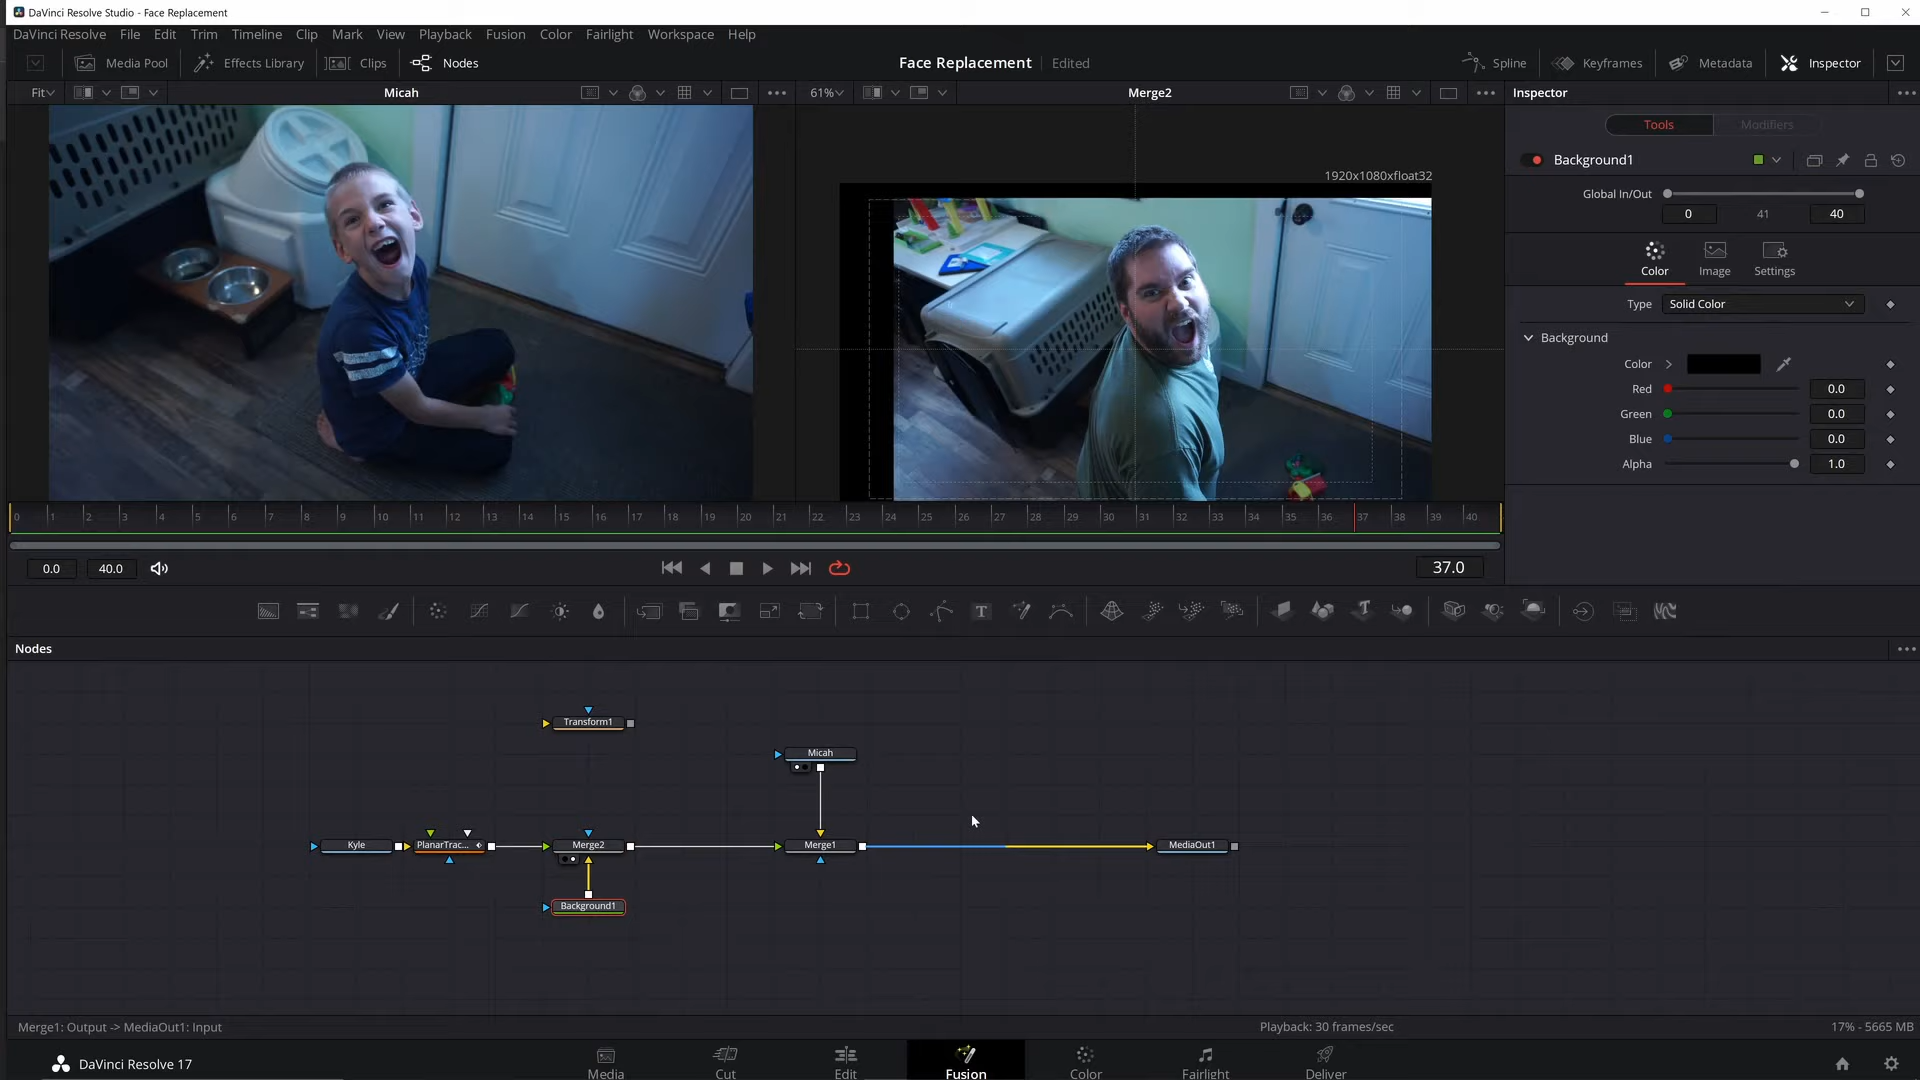 DaVinci Resolve Studio - Face Replacement
DaVinci Resolve File Edit Trim Timeline Clip Mark View Playback Fusion Color Fairlight Workspace Help
Media Pool Effects Library Clips Nodes Face Replacement Edited Spline Keyframes Metadata Inspector
Fit Micah 61% Merge2 Inspector
Tools Modifiers
Background1
1920x1080xfloat32
Global In/Out
0 41 40
Color Image Settings
Type Solid Color
Background
Color
Red 0.0
Green 0.0
Blue 0.0
Alpha 1.0
0 1 2 3 4 5 6 7 8 9 10 11 12 13 14 15 16 17 18 19 20 21 22 23 24 25 26 27 28 29 30 31 32 33 34 35 36 37 38 39 40
0.0 40.0 37.0
T
Nodes
Transform1
Micah
Kyle PlanarTrac... Merge2 Merge1 MediaOut1
Background1
Merge1: Output -> MediaOut1: Input Playback: 30 frames/sec 17% - 5665 MB
DaVinci Resolve 17 Media Cut Edit Fusion Color Fairlight Deliver